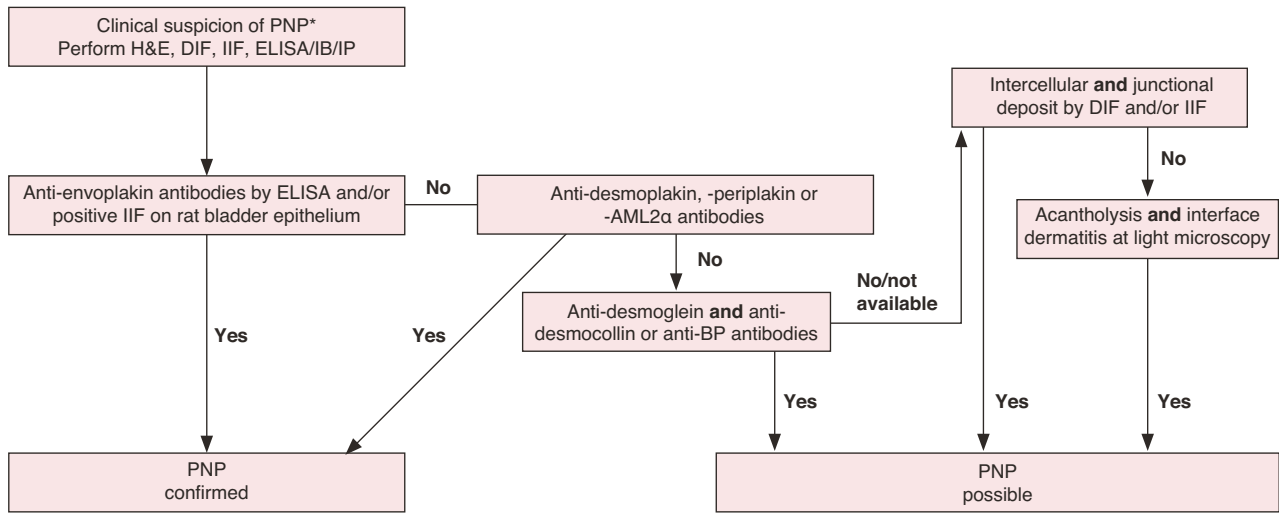 Clinical suspicion of PNP*
Perform H&E, DIF, IIF, ELISA/IB/IP
Anti-envoplakin antibodies by ELISA and/or
positive IIF on rat bladder epithelium
No
Anti-desmoplakin, -periplakin or
-AML2α antibodies
Yes
Yes
No
Anti-desmoglein and anti-
desmocollin or anti-BP antibodies
No/not
available
Yes
Intercellular and junctional
deposit by DIF and/or IIF
No
Acantholysis and interface
dermatitis at light microscopy
Yes
Yes
PNP
confirmed
PNP
possible